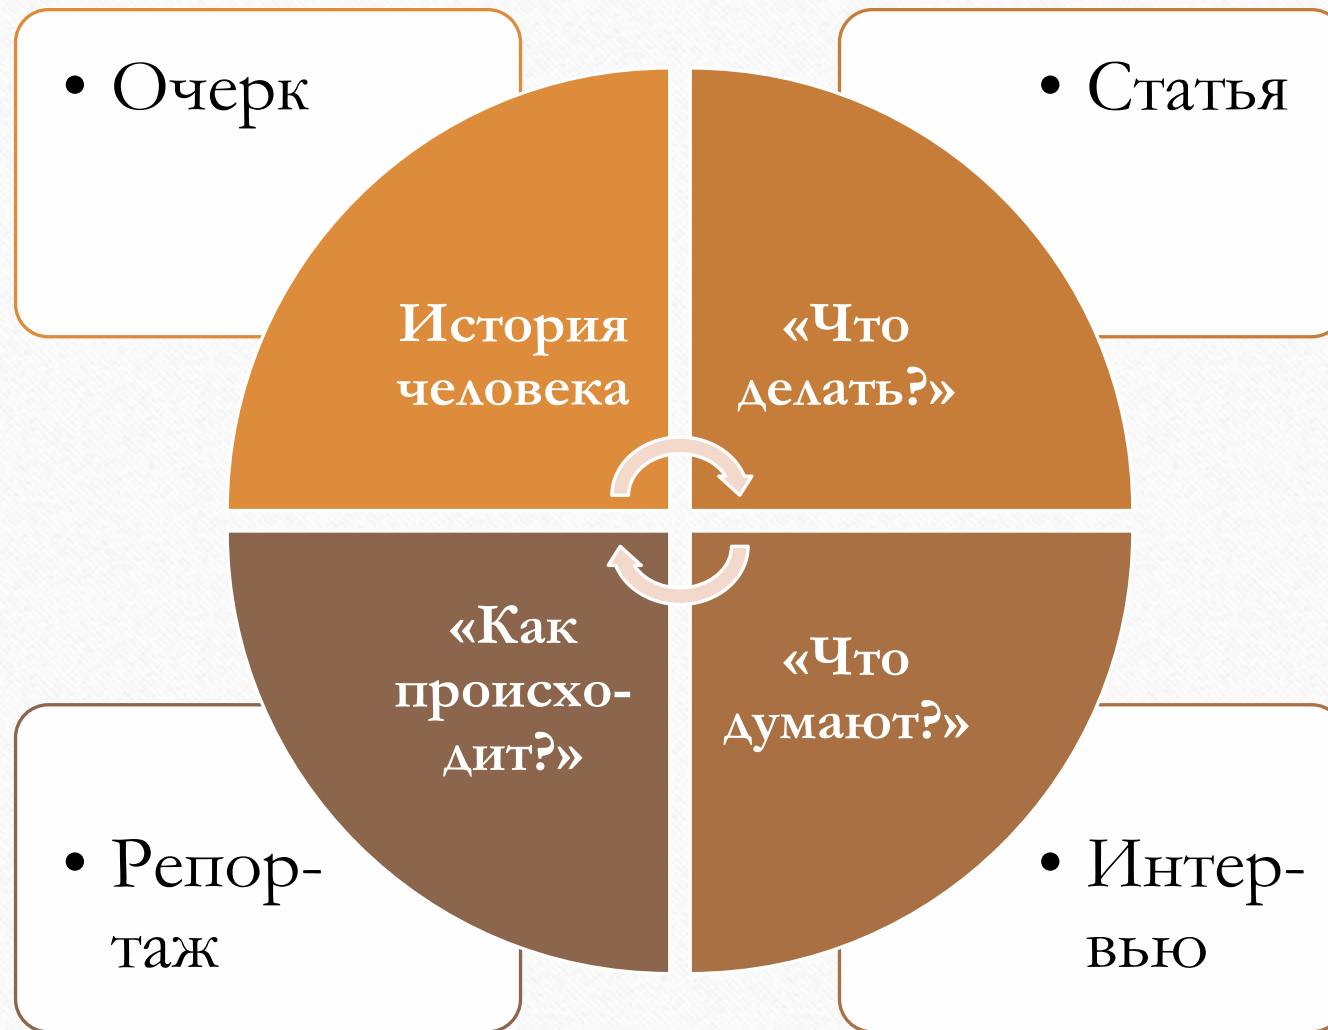 • Очерк
• Статья
История
человека
«Что
делать?»
«Как
происхо-
дит?»
«Что
думают?»
• Репор-
таж
• Интер-
вью